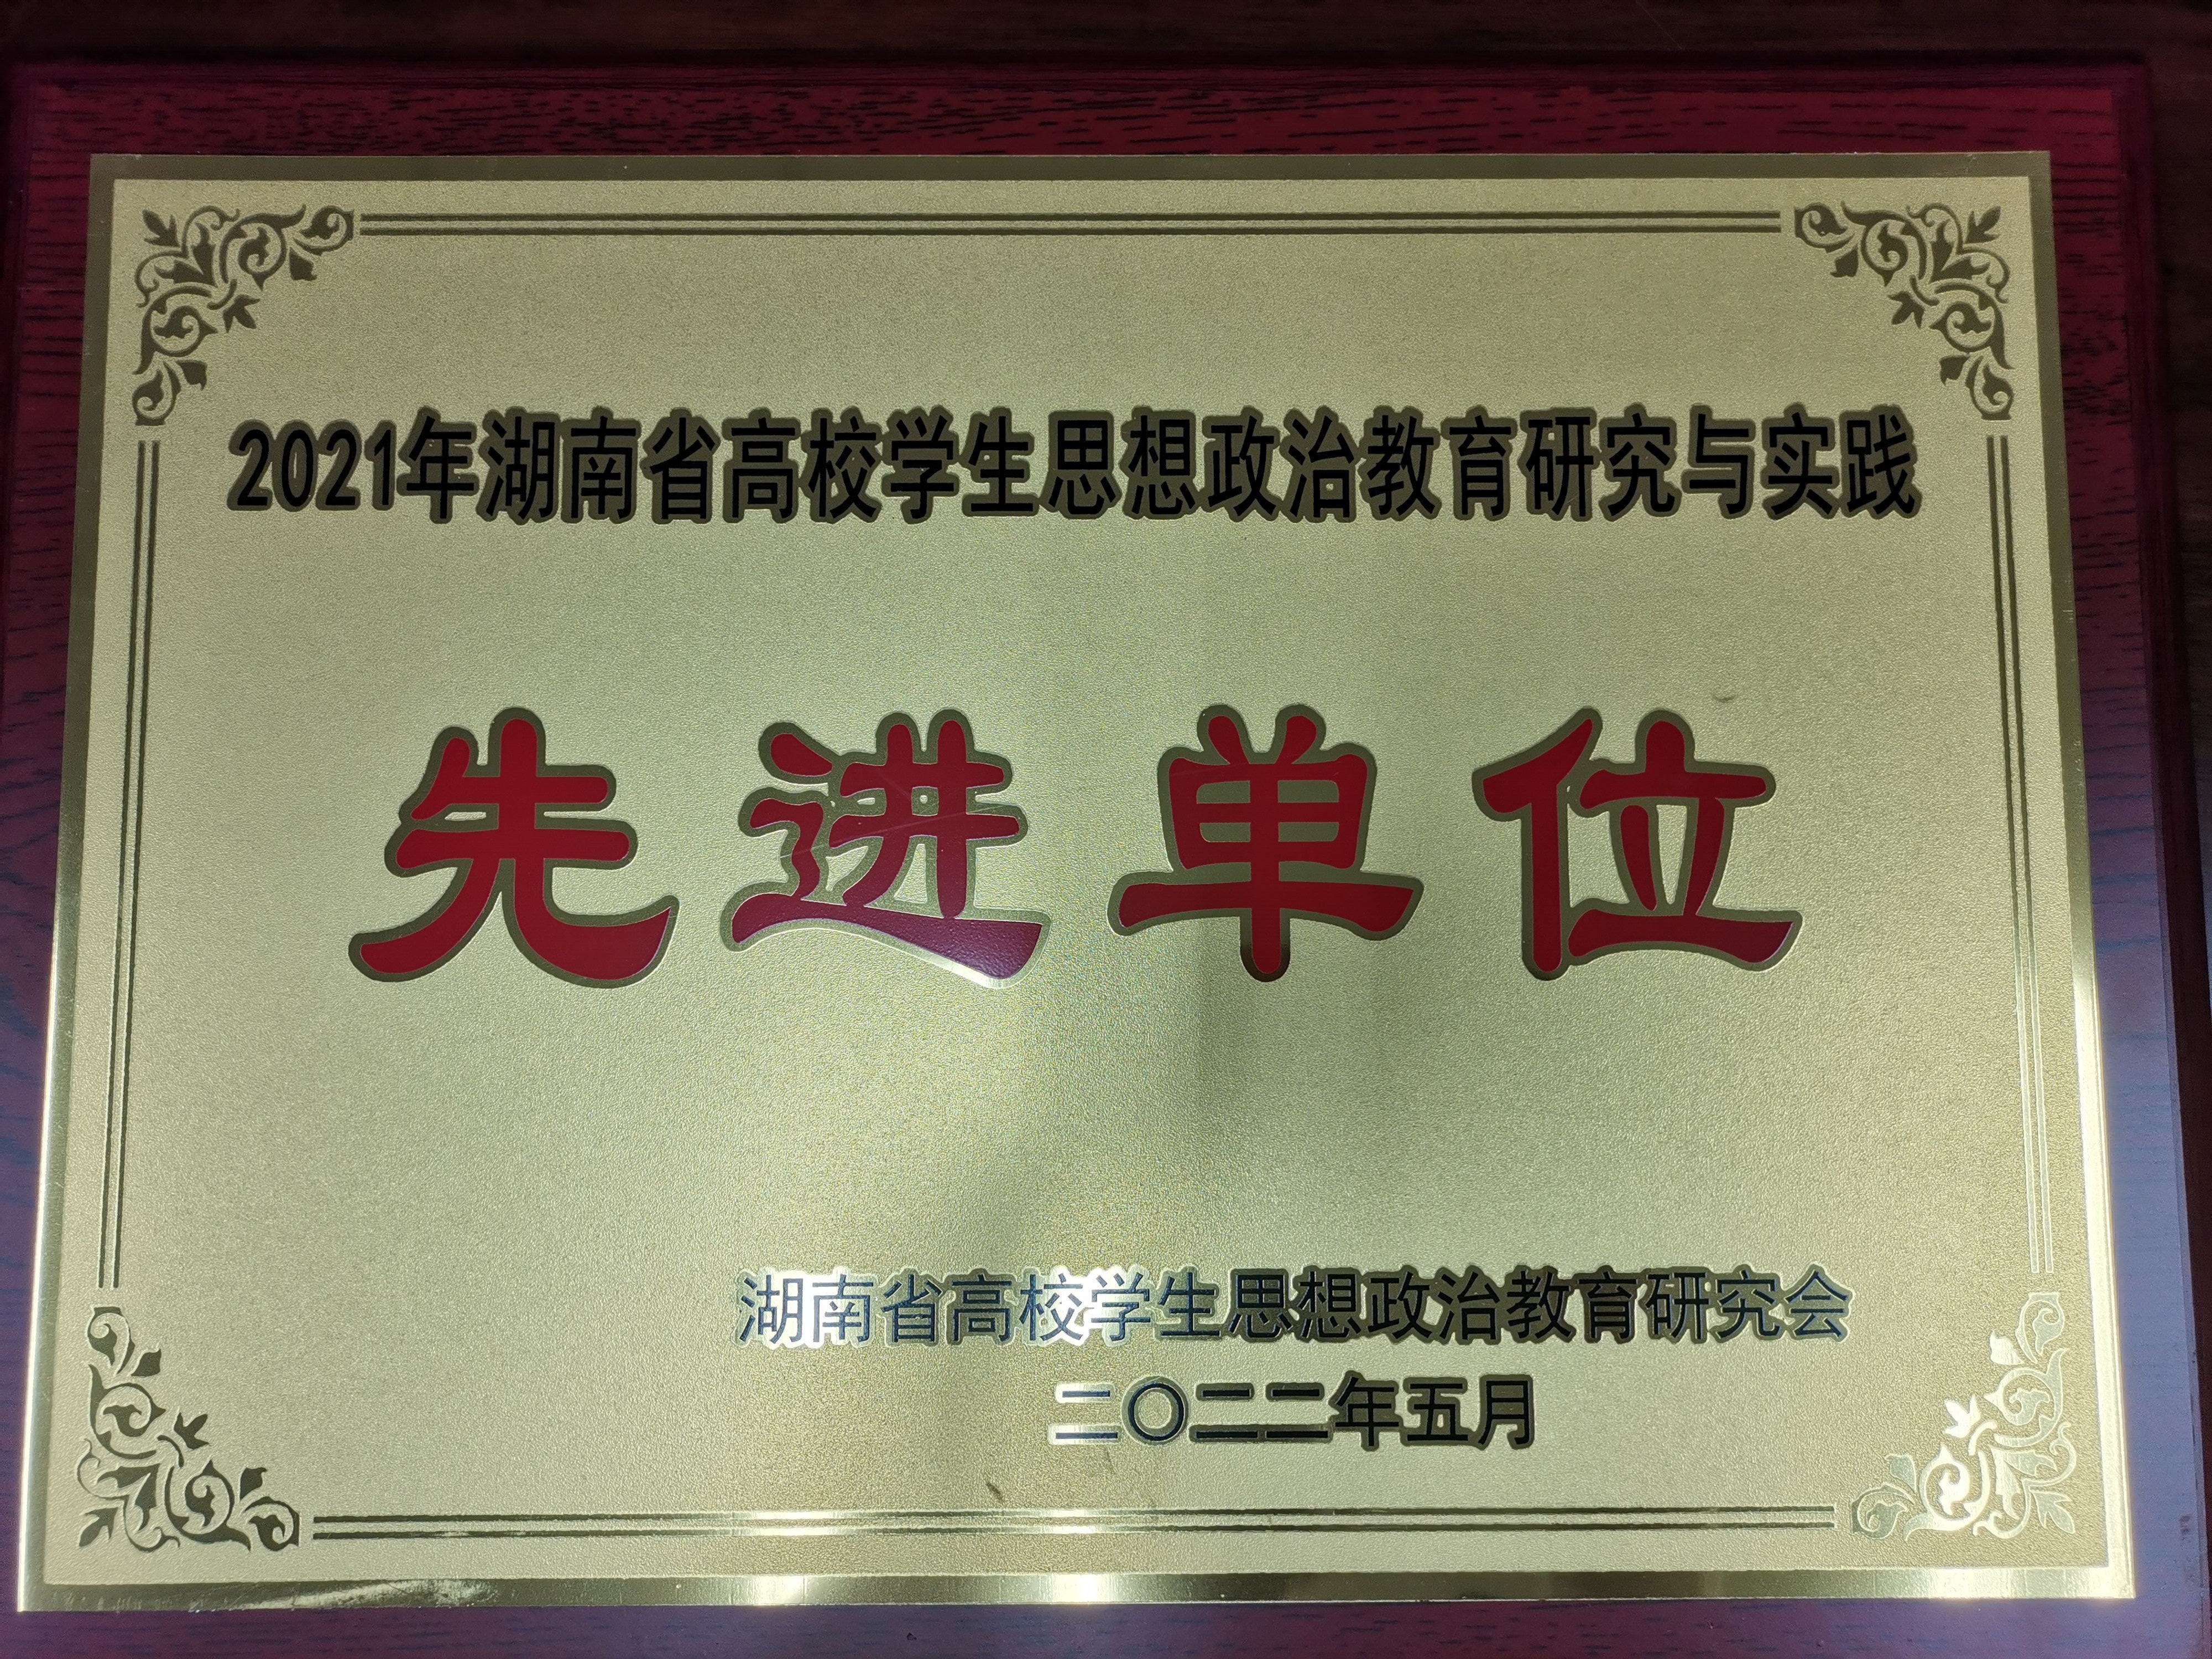 2021年湖南省高校学生思想政治教育研究与实践
先进单位
湖南省高校学生思想政治教育研究会
二〇二二年五月